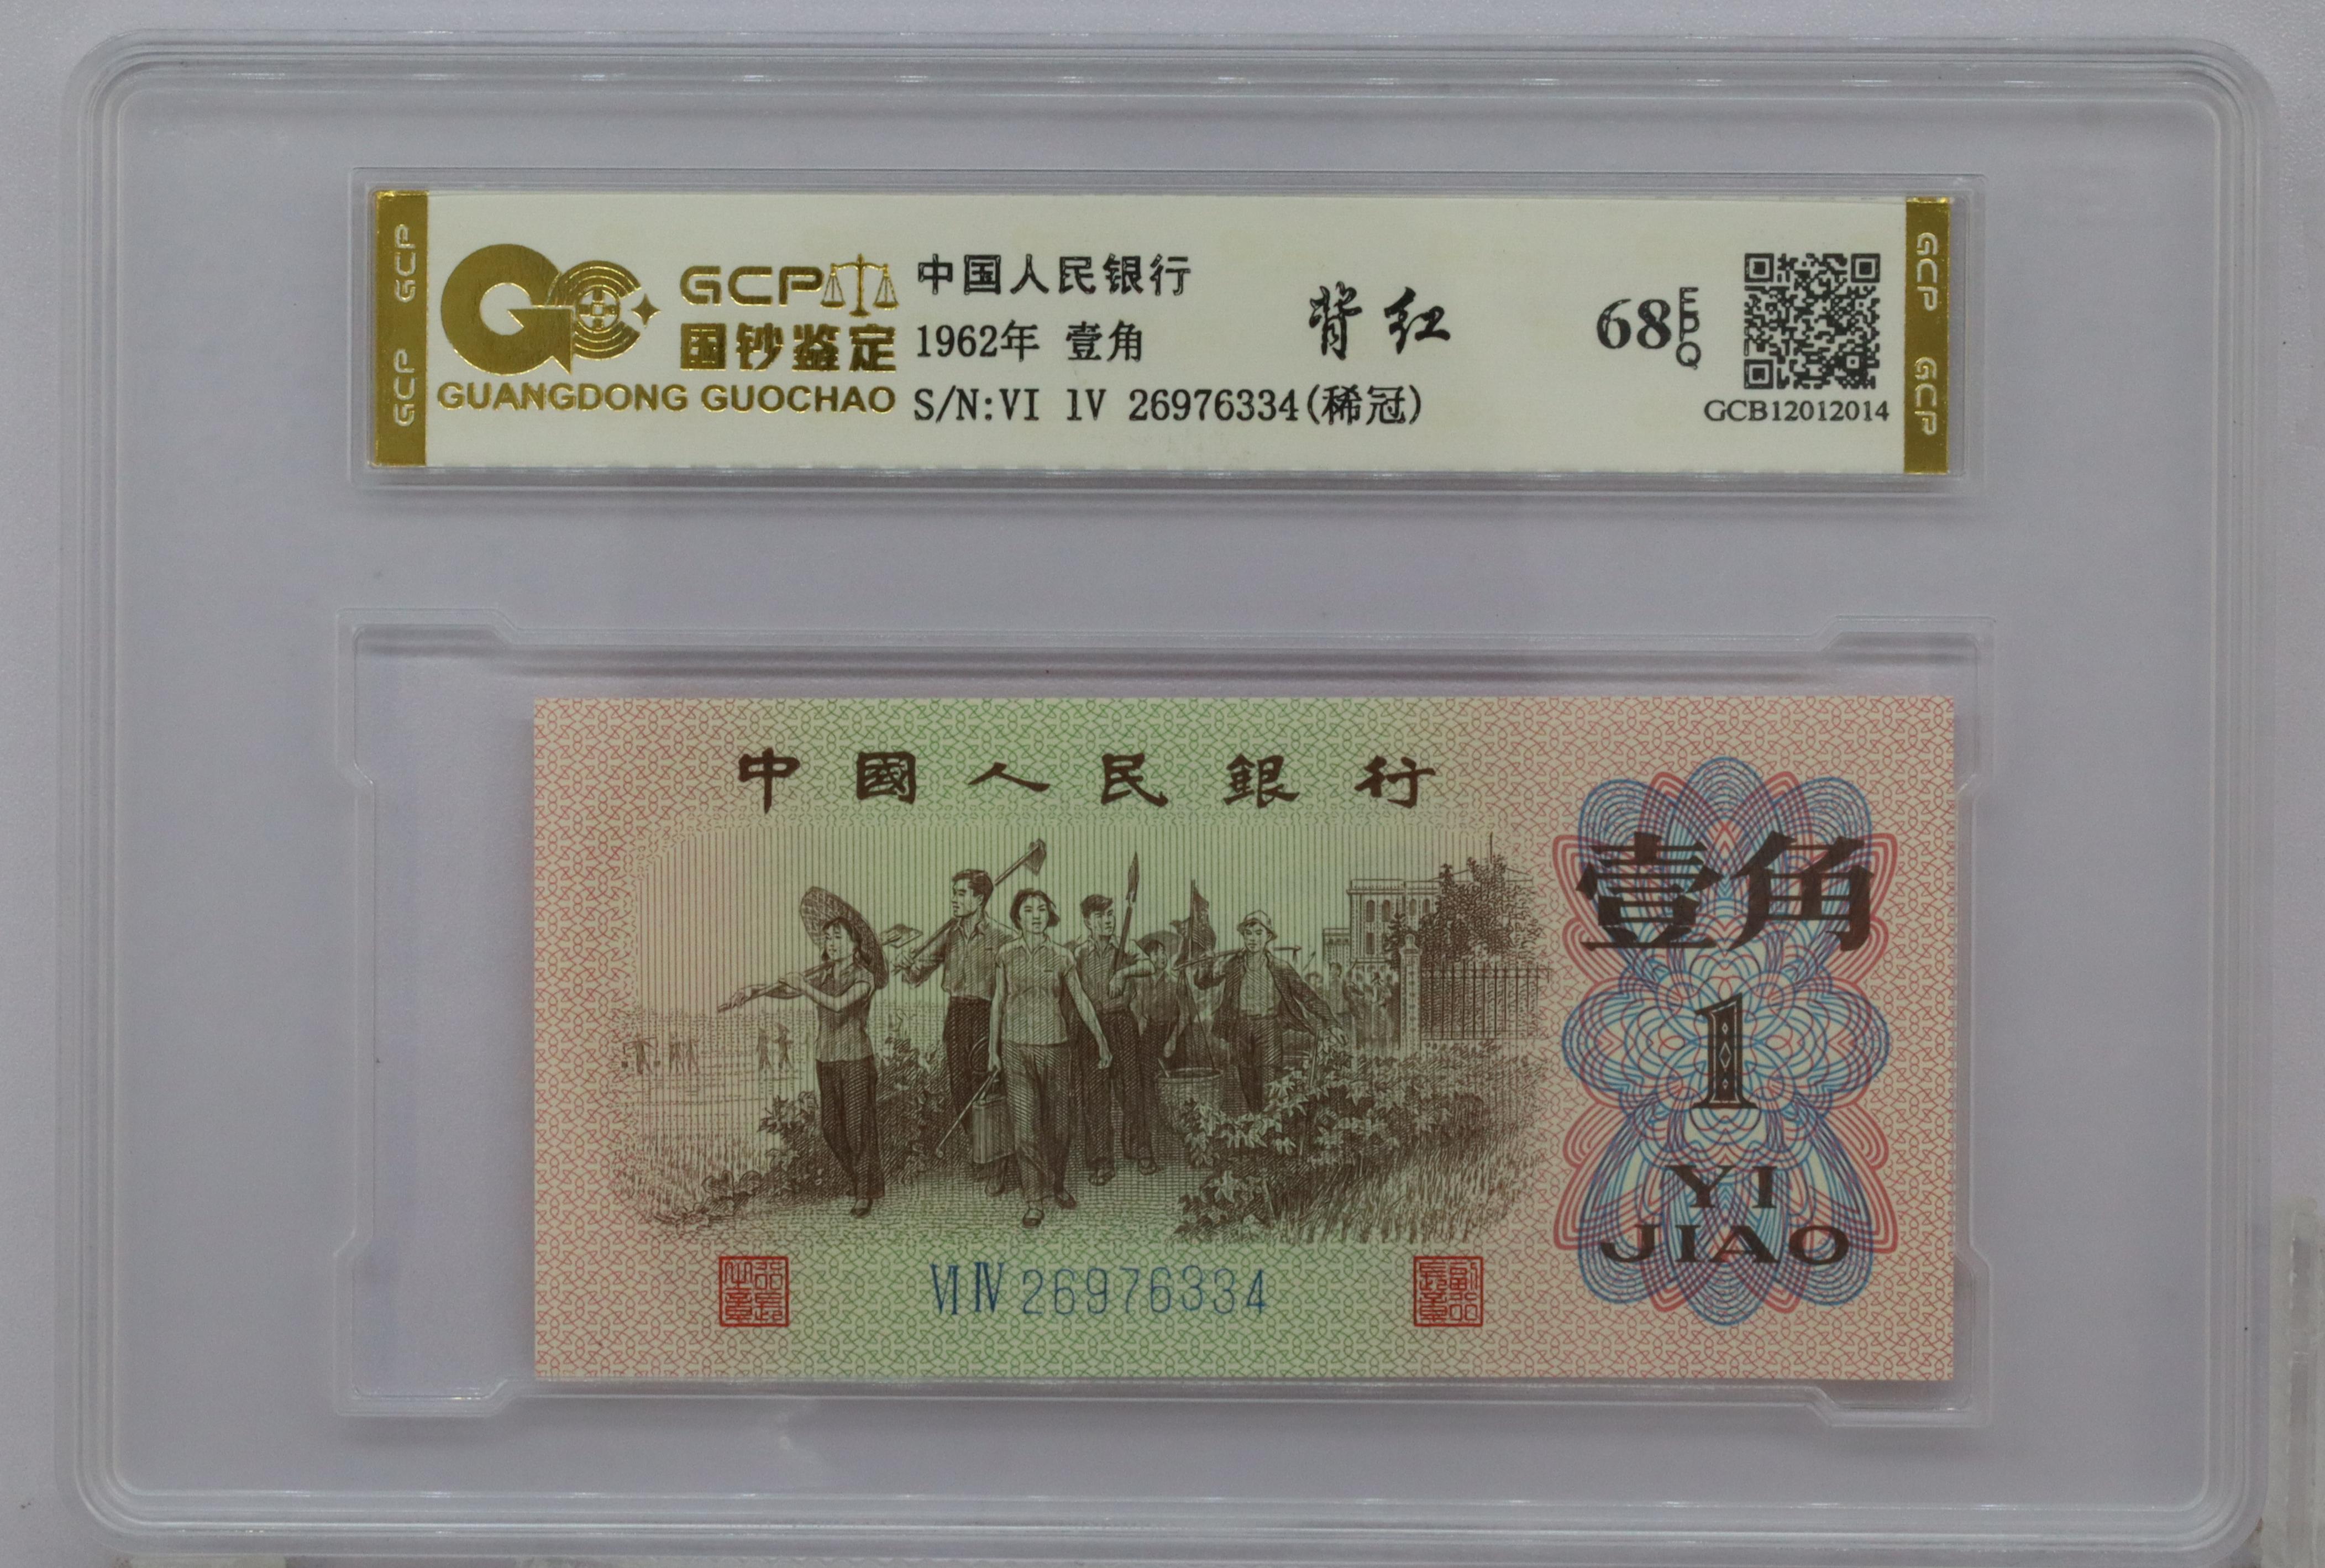 GCP
GCP
GCP
国钞鉴定
GUANGDONG GUOCHAO
中国人民银行
1962年 壹角
S/N:VI 1V 26976334(稀冠)
背红
68
EPQ
GCB12012014
GCP
GCP
中國人民銀行
壹角
1
YI
JIAO
VI IV 26976334